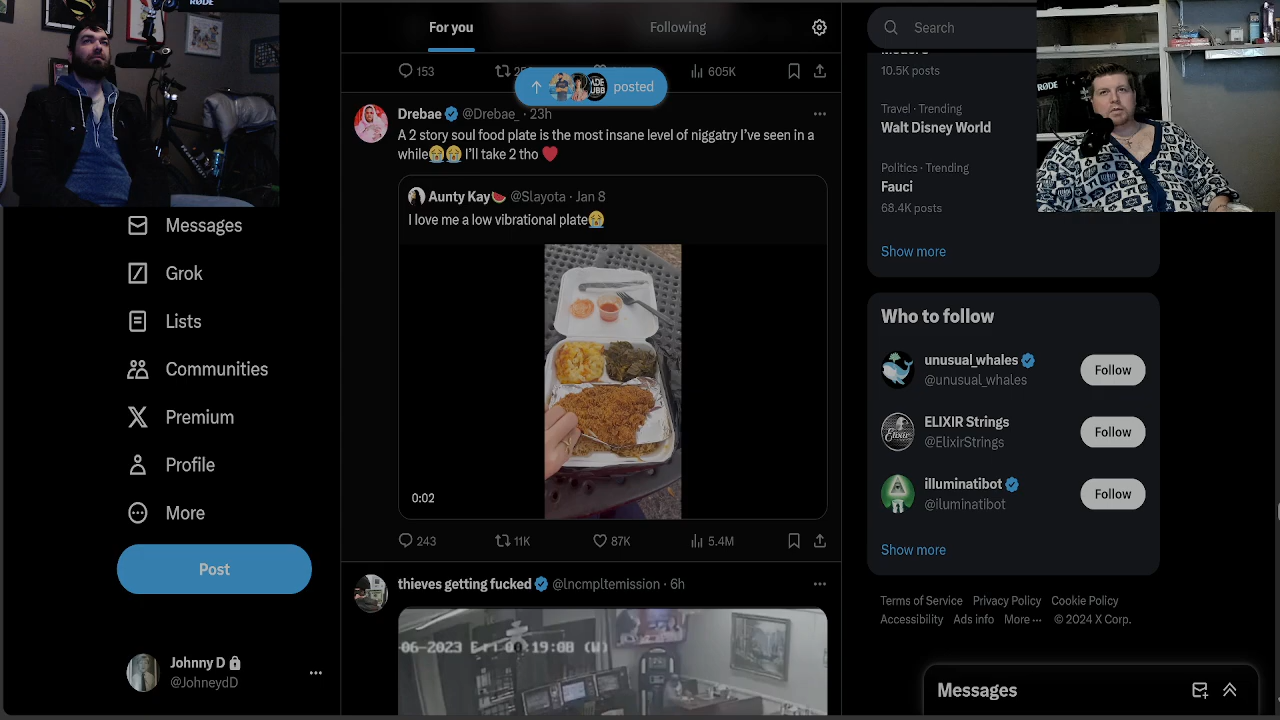 RØDE
For you
Following
Search
153
605K
posted
10.5K posts
Travel · Trending
Walt Disney World
Politics · Trending
Fauci
68.4K posts
Show more
Drebae @Drebae_ · 23h
A 2 story soul food plate is the most insane level of niggatry I've seen in a
while😭😭 I'll take 2 tho ❤️
Aunty Kay🍉 @Slayota · Jan 8
I love me a low vibrational plate😭
0:02
243
11K
87K
5.4M
thieves getting fucked @lncmpltemission · 6h
06-2023 Fri 00:19:08 (W)
Messages
Grok
Lists
Communities
Premium
Profile
More
Post
Johnny D
@JohneydD
Who to follow
unusual_whales
@unusual_whales
Follow
ELIXIR Strings
@ElixirStrings
Follow
illuminatibot
@iluminatibot
Follow
Show more
Terms of Service Privacy Policy Cookie Policy
Accessibility Ads info More ··· © 2024 X Corp.
Messages
RØDE